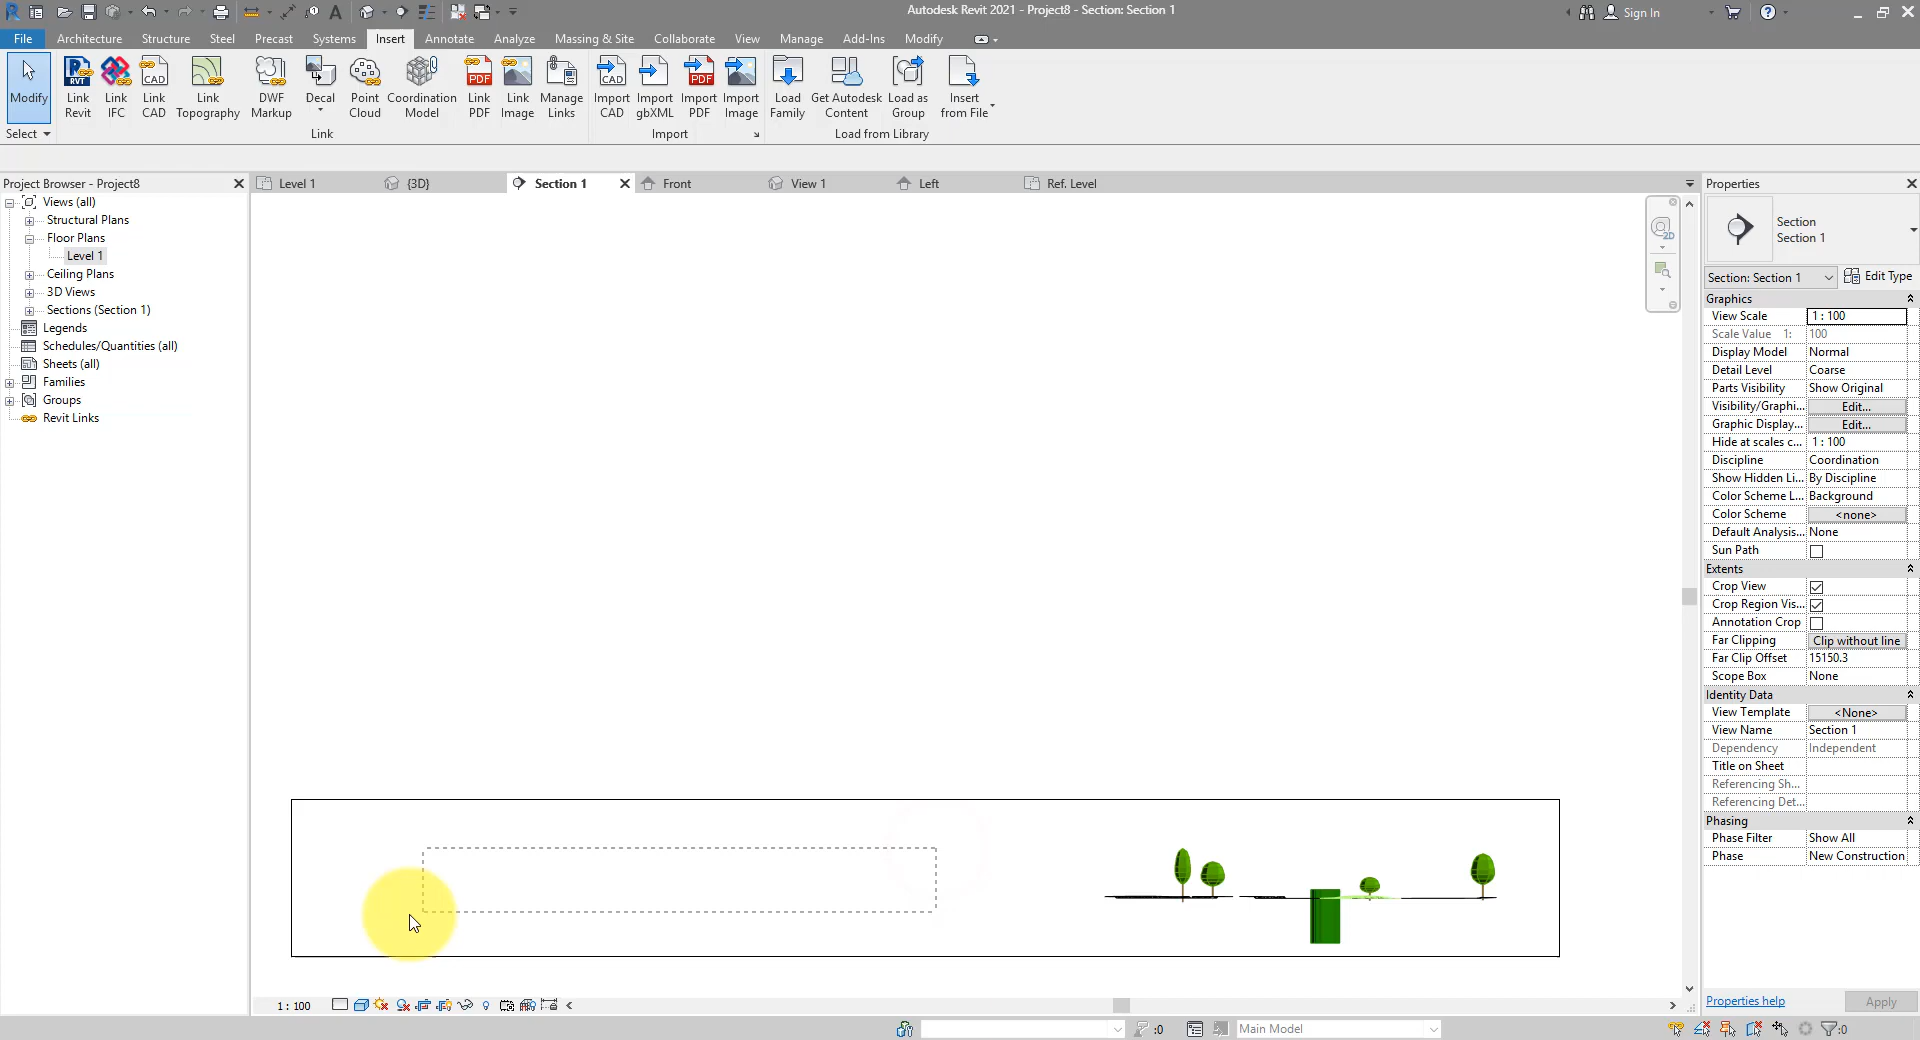 Autodesk Revit 2021 - Project8 - Section: Section 1
Sign In
File Architecture Structure Steel Precast Systems Insert Annotate Analyze Massing & Site Collaborate View Manage Add-Ins Modify
Modify
Link Revit
Link IFC
Link CAD
Link Topography
DWF Markup
Decal
Point Cloud
Coordination Model
Link PDF
Link Image
Manage Links
Import CAD
Import gbXML
Import PDF
Import Image
Load Family
Get Autodesk Content
Load as Group
Insert from File
Select Link Import Load from Library
Project Browser - Project8
Views (all)
Structural Plans
Floor Plans
Level 1
Ceiling Plans
3D Views
Sections (Section 1)
Legends
Schedules/Quantities (all)
Sheets (all)
Families
Groups
Revit Links
Level 1 {3D} Section 1 Front View 1 Left Ref. Level
2D
1 : 100
Properties
Section
Section 1
Section: Section 1 Edit Type
Graphics
View Scale 1 : 100
Scale Value 1: 100
Display Model Normal
Detail Level Coarse
Parts Visibility Show Original
Visibility/Graphi... Edit...
Graphic Display... Edit...
Hide at scales c... 1 : 100
Discipline Coordination
Show Hidden Li... By Discipline
Color Scheme L... Background
Color Scheme <none>
Default Analysis... None
Sun Path
Extents
Crop View
Crop Region Vis...
Annotation Crop
Far Clipping Clip without line
Far Clip Offset 15150.3
Scope Box None
Identity Data
View Template <None>
View Name Section 1
Dependency Independent
Title on Sheet
Referencing Sh...
Referencing Det...
Phasing
Phase Filter Show All
Phase New Construction
Properties help Apply
:0 Main Model :0